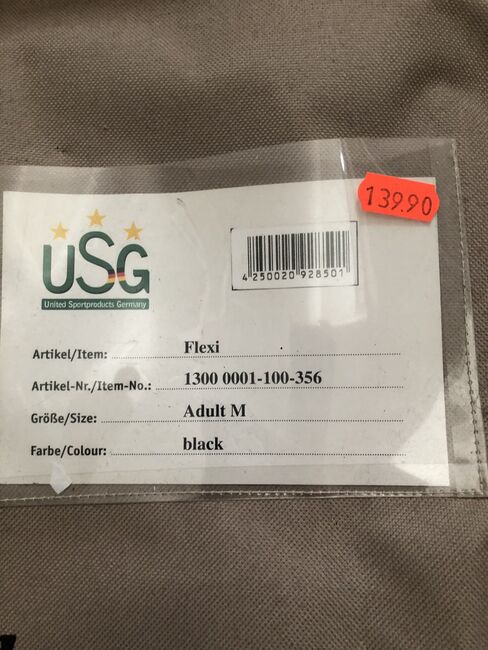 139.90
USG
United Sportproducts Germany
4 250020 928501
Artikel/Item: Flexi
Artikel-Nr./Item-No.: 1300 0001-100-356
Größe/Size: Adult M
Farbe/Colour: black